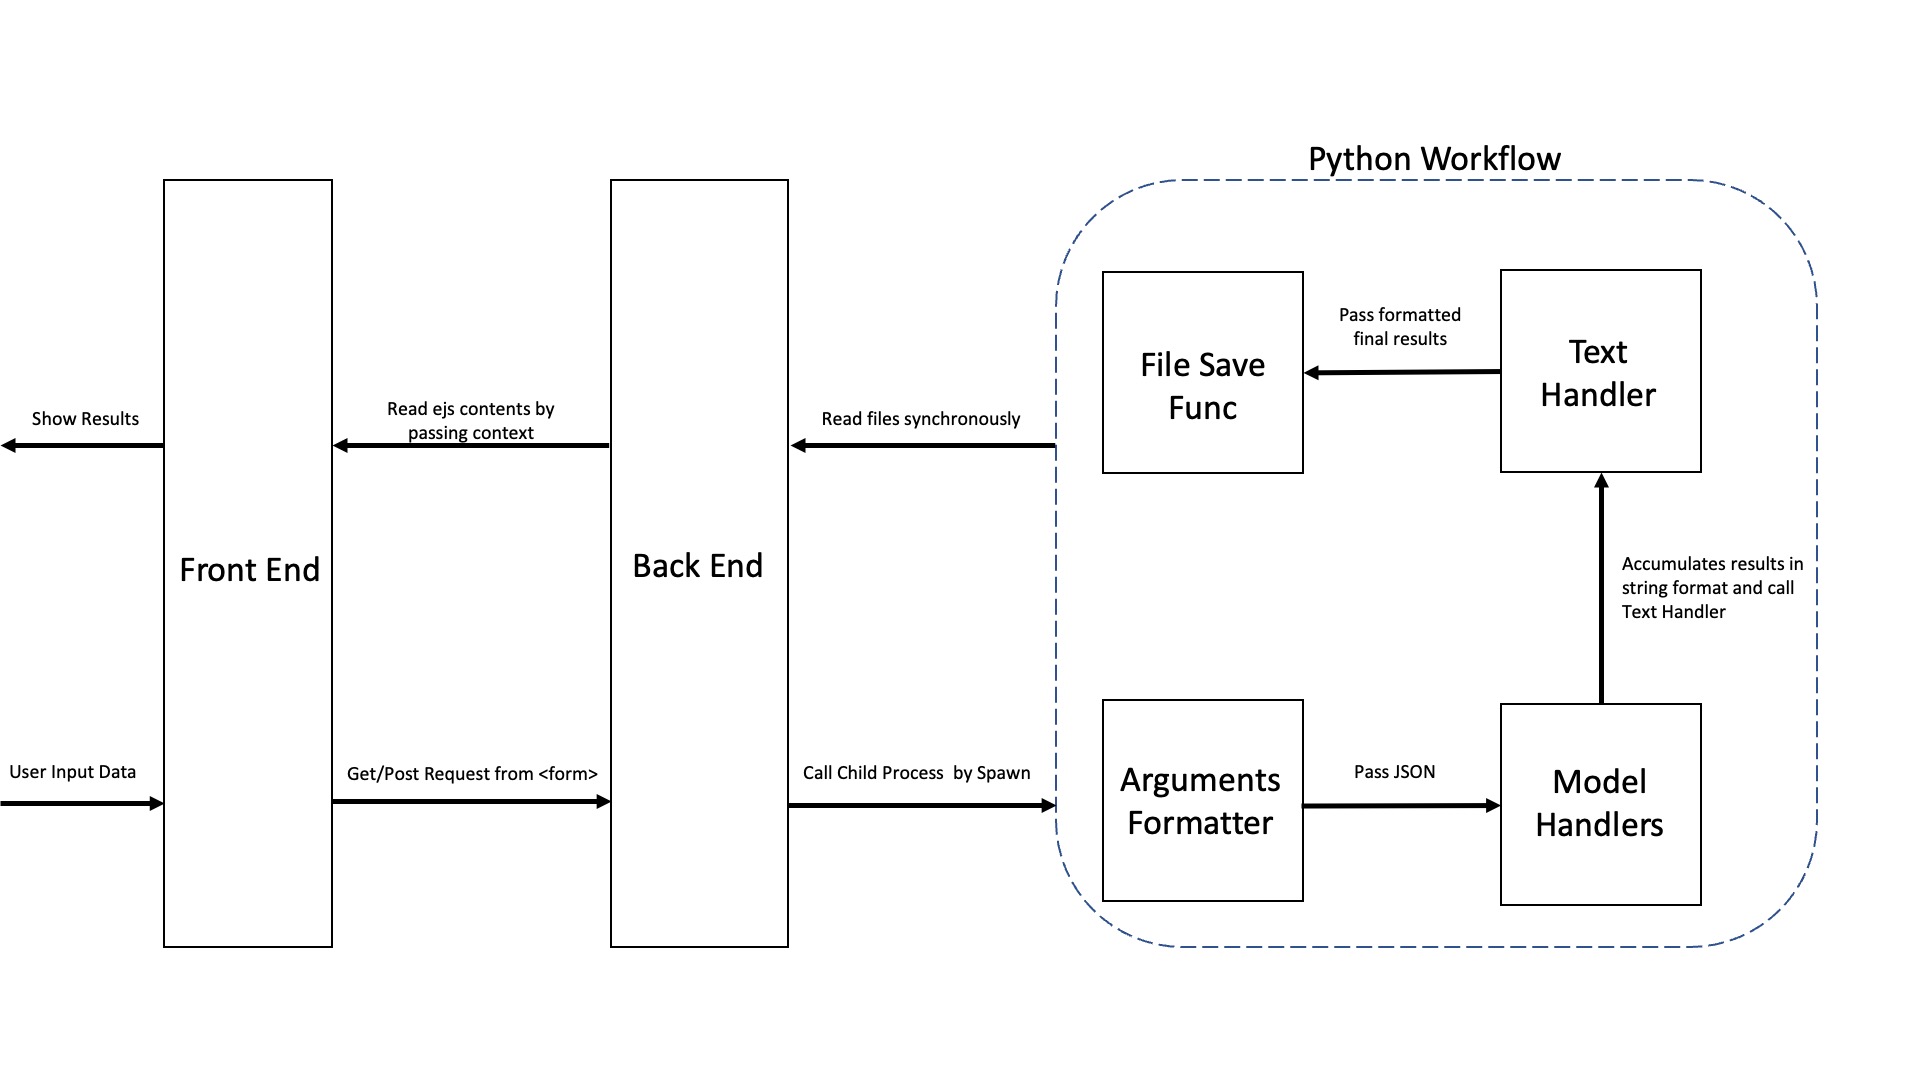 Python Workflow
File Save
Func
Pass formatted
final results
Text
Handler
Show Results
Read ejs contents by
passing context
Read files synchronously
Front End
Back End
Accumulates results in
string format and call
Text Handler
User Input Data
Get/Post Request from <form>
Call Child Process  by Spawn
Arguments
Formatter
Pass JSON
Model
Handlers